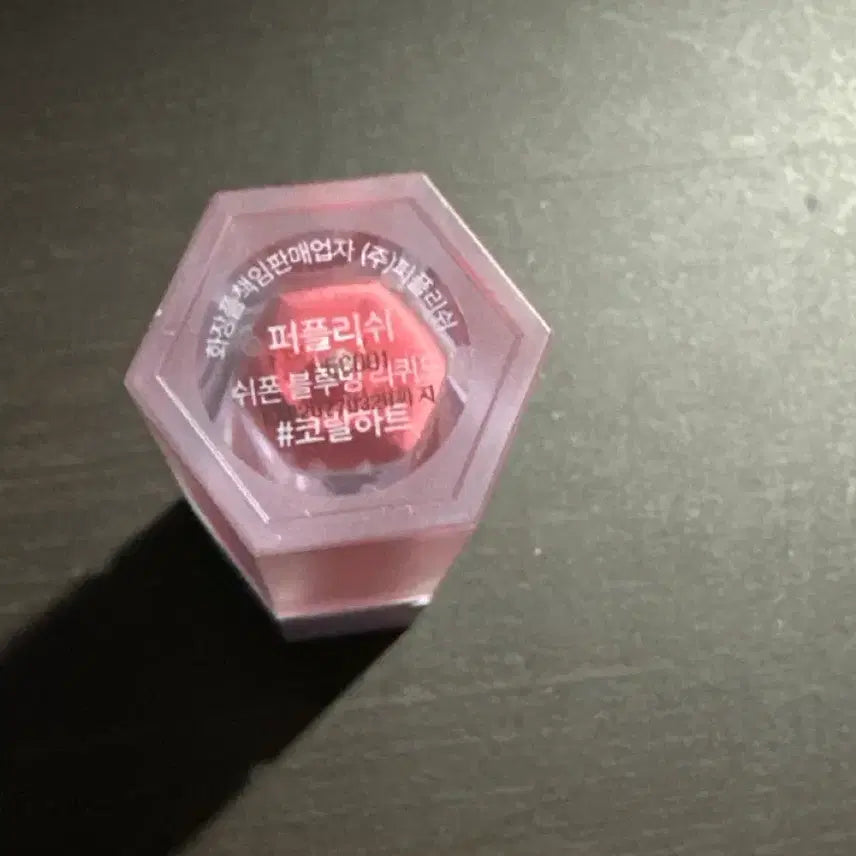 화장품책임판매업자 (주)퍼플리쉬
퍼플리쉬
쉬폰 블루밍 리퀴드
#코랄하트